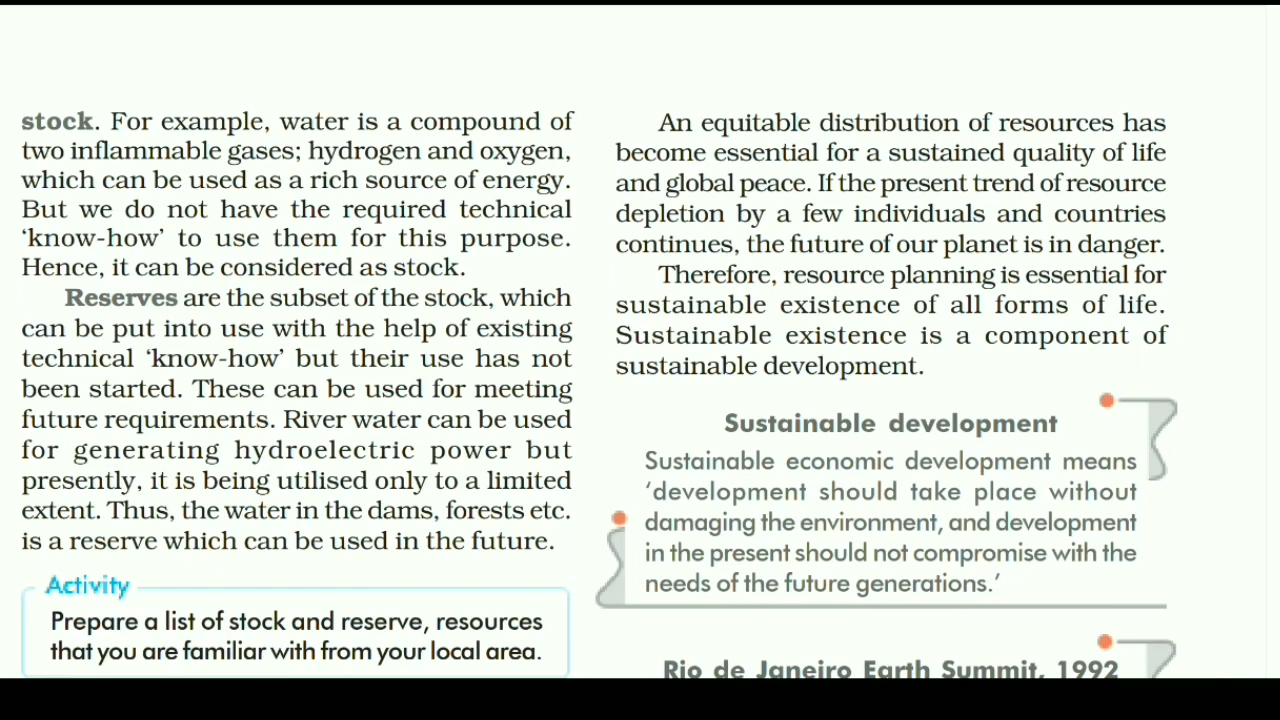 stock. For example, water is a compound of
two inflammable gases; hydrogen and oxygen,
which can be used as a rich source of energy.
But we do not have the required technical
‘know-how’ to use them for this purpose.
Hence, it can be considered as stock.
Reserves are the subset of the stock, which
can be put into use with the help of existing
technical ‘know-how’ but their use has not
been started. These can be used for meeting
future requirements. River water can be used
for generating hydroelectric power but
presently, it is being utilised only to a limited
extent. Thus, the water in the dams, forests etc.
is a reserve which can be used in the future.
Activity
Prepare a list of stock and reserve, resources
that you are familiar with from your local area.
An equitable distribution of resources has
become essential for a sustained quality of life
and global peace. If the present trend of resource
depletion by a few individuals and countries
continues, the future of our planet is in danger.
Therefore, resource planning is essential for
sustainable existence of all forms of life.
Sustainable existence is a component of
sustainable development.
Sustainable development
Sustainable economic development means
‘development should take place without
damaging the environment, and development
in the present should not compromise with the
needs of the future generations.’
Rio de Janeiro Earth Summit, 1992